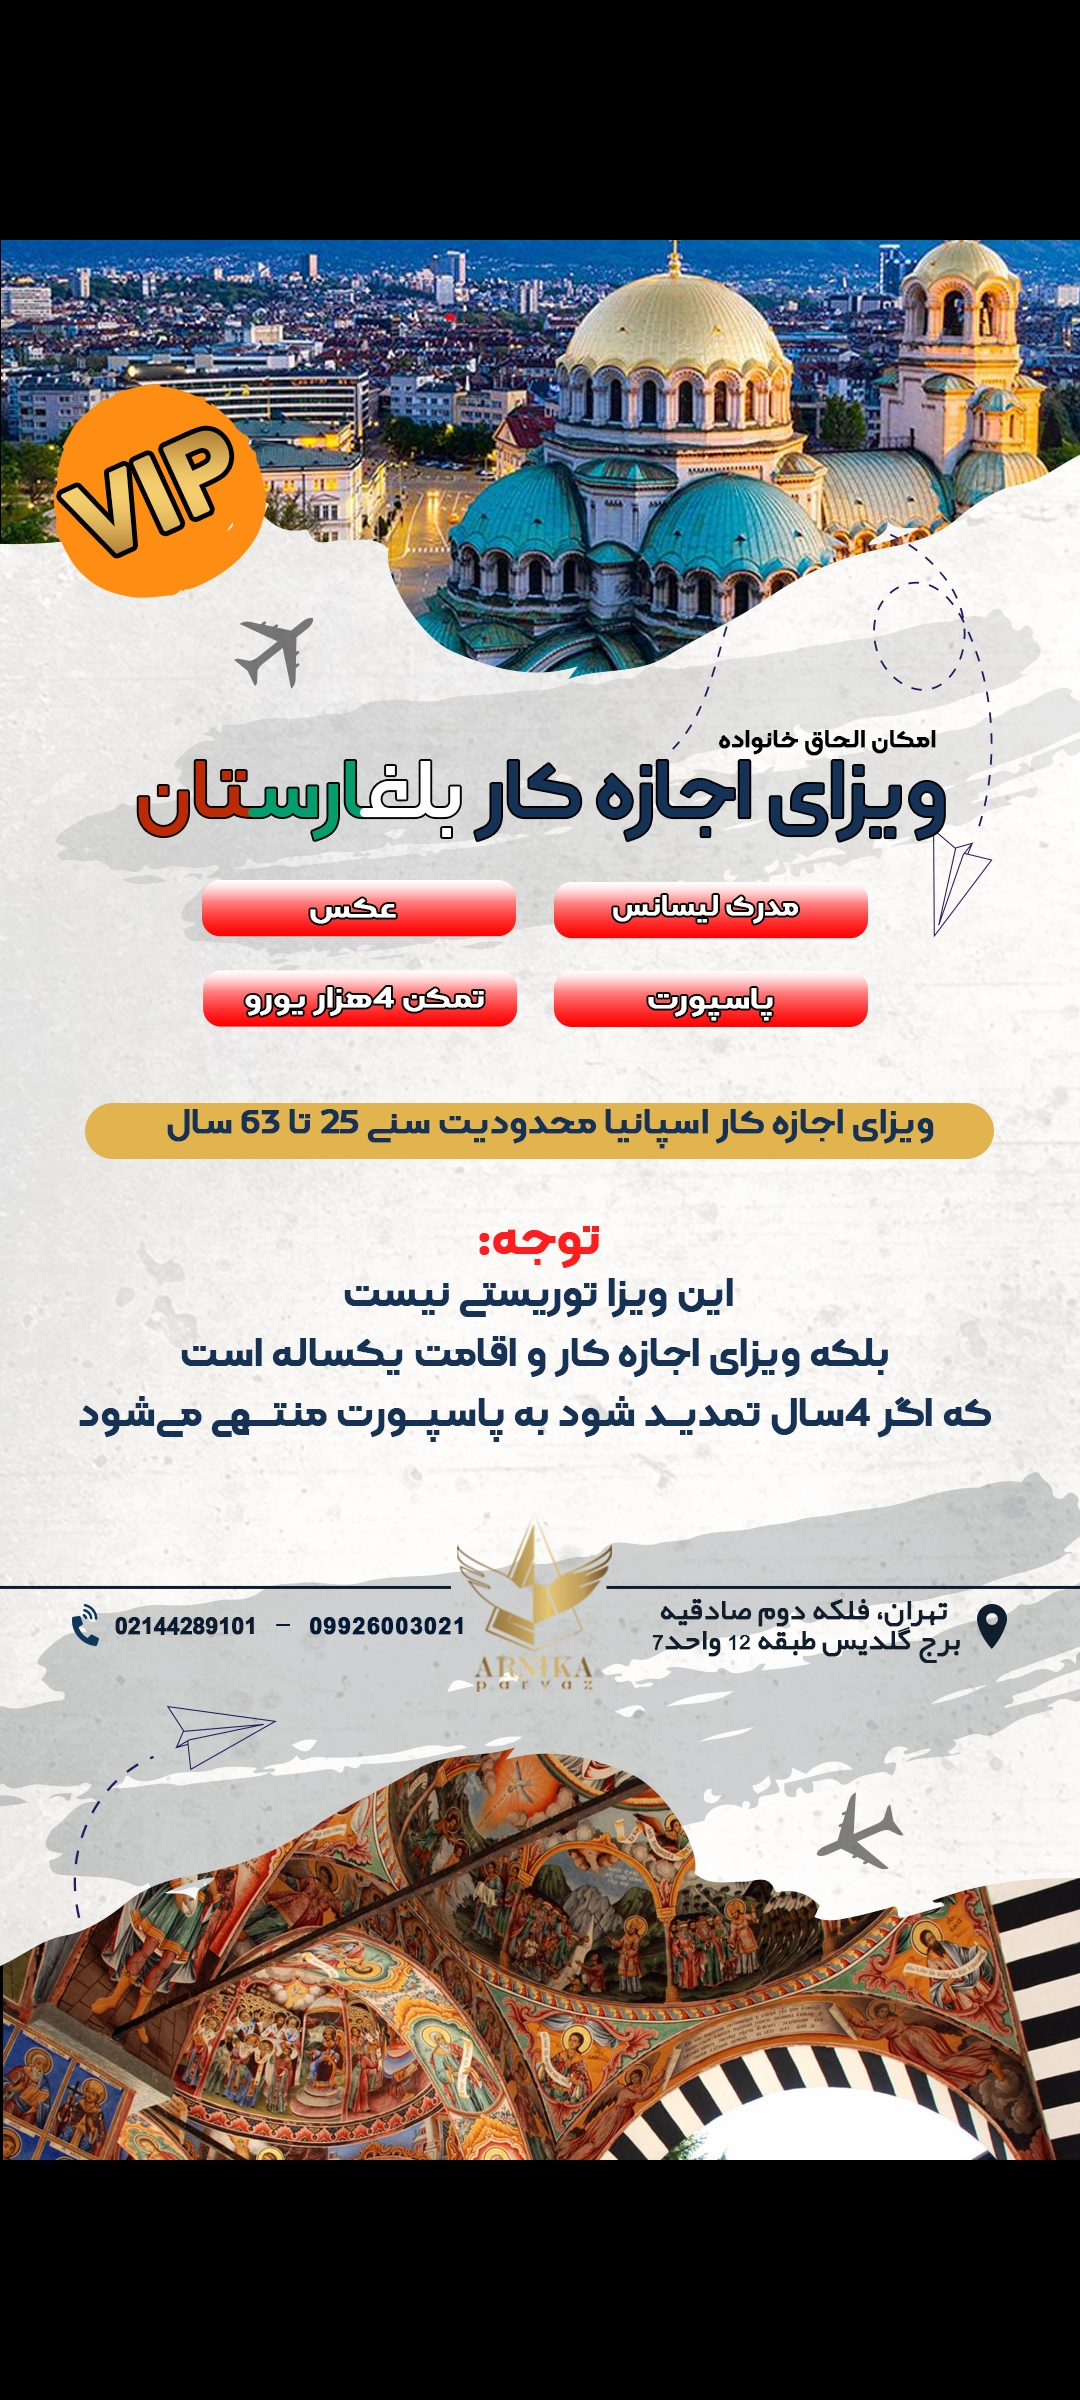 VIP
امکان الحاق خانواده
ویزای اجازه کار بلغارستان
مدرک لیسانس
عکس
پاسپورت
تمکن 4هزار یورو
ویزای اجازه کار اسپانیا محدودیت سنی 25 تا 63 سال
توجه:
این ویزا توریستی نیست
بلکه ویزای اجازه کار و اقامت یکساله است
که اگر 4سال تمدیـد شود به پاسپـورت منتـهی می‌شود
تهران، فلکه دوم صادقیه
برج گلدیس طبقه 12 واحد7
02144289101 – 09926003021
ARNIKA
parvaz